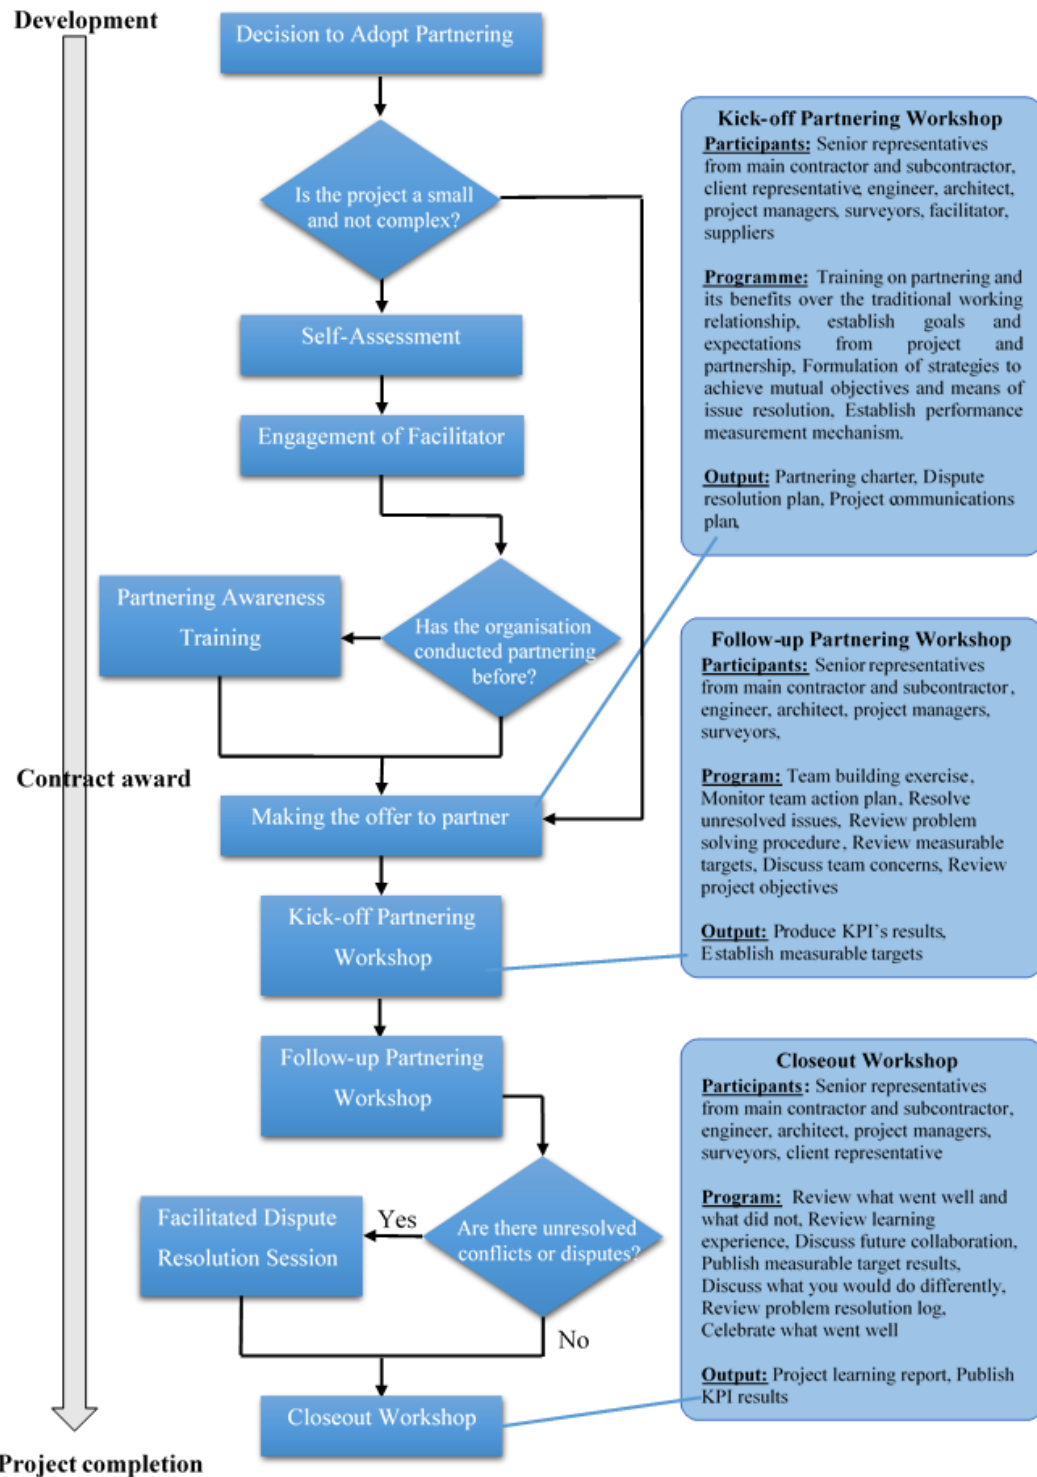 Development
Decision to Adopt Partnering
Is the project a small
and not complex?
Self-Assessment
Engagement of Facilitator
Partnering Awareness
Training
Has the organisation
conducted partnering
before?
Contract award
Making the offer to partner
Kick-off Partnering
Workshop
Follow-up Partnering
Workshop
Facilitated Dispute
Resolution Session
Yes
Are there unresolved
conflicts or disputes?
No
Closeout Workshop
Project completion
Kick-off Partnering Workshop
Participants: Senior representatives
from main contractor and subcontractor,
client representative, engineer, architect,
project managers, surveyors, facilitator,
suppliers
Programme: Training on partnering and
its benefits over the traditional working
relationship, establish goals and
expectations from project and
partnership, Formulation of strategies to
achieve mutual objectives and means of
issue resolution, Establish performance
measurement mechanism.
Output: Partnering charter, Dispute
resolution plan, Project communications
plan,
Follow-up Partnering Workshop
Participants: Senior representatives
from main contractor and subcontractor,
engineer, architect, project managers,
surveyors,
Program: Team building exercise,
Monitor team action plan, Resolve
unresolved issues, Review problem
solving procedure, Review measurable
targets, Discuss team concerns, Review
project objectives
Output: Produce KPI's results,
Establish measurable targets
Closeout Workshop
Participants: Senior representatives
from main contractor and subcontractor,
engineer, architect, project managers,
surveyors, client representative
Program: Review what went well and
what did not, Review learning
experience, Discuss future collaboration,
Publish measurable target results,
Discuss what you would do differently,
Review problem resolution log,
Celebrate what went well
Output: Project learning report, Publish
KPI results